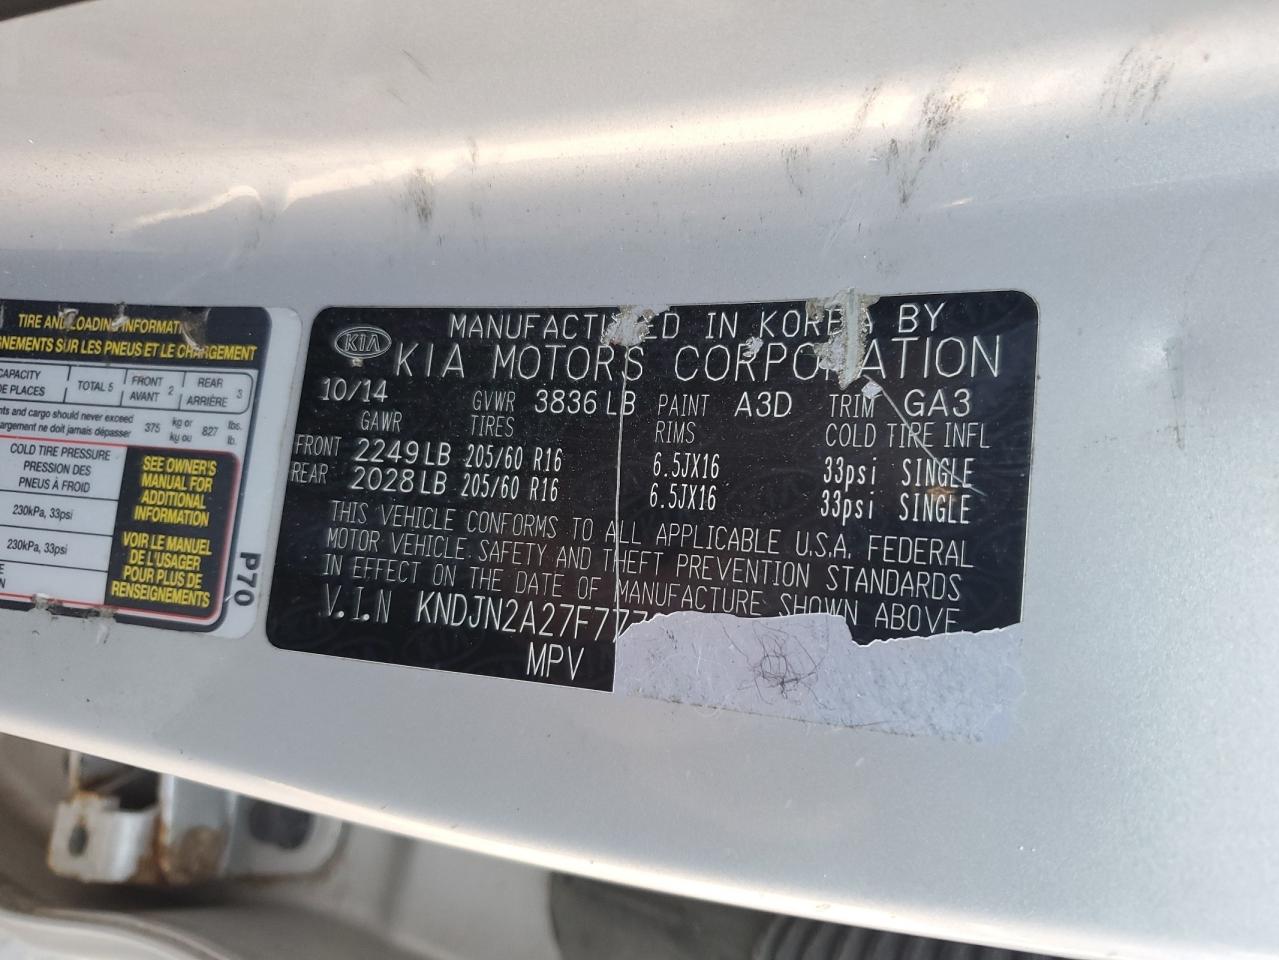 TIRE AND LOADING INFORMATI
GNEMENTS SUR LES PNEUS ET LE CHARGEMENT
CAPACITY
DE PLACES
TOTAL 5
FRONT
AVANT 2
REAR
ARRIÈRE 3
nts and cargo should never exceed
argement ne doit jamais dépasser
375 kg or
kg ou 827 lbs.
lb.
COLD TIRE PRESSURE
PRESSION DES
PNEUS À FROID
230kPa, 33psi
230kPa, 33psi
SEE OWNER'S
MANUAL FOR
ADDITIONAL
INFORMATION
VOIR LE MANUEL
DE L'USAGER
POUR PLUS DE
RENSEIGNEMENTS
P70
KIA
MANUFACTURED IN KOREA BY
KIA MOTORS CORPORATION
10/14 GVWR 3836 LB PAINT A3D TRIM GA3
GAWR TIRES RIMS COLD TIRE INFL
FRONT 2249 LB 205/60 R16 6.5JX16 33psi SINGLE
REAR 2028 LB 205/60 R16 6.5JX16 33psi SINGLE
THIS VEHICLE CONFORMS TO ALL APPLICABLE U.S.A. FEDERAL
MOTOR VEHICLE SAFETY AND THEFT PREVENTION STANDARDS
IN EFFECT ON THE DATE OF MANUFACTURE SHOWN ABOVE
V.I.N KNDJN2A27F777
MPV